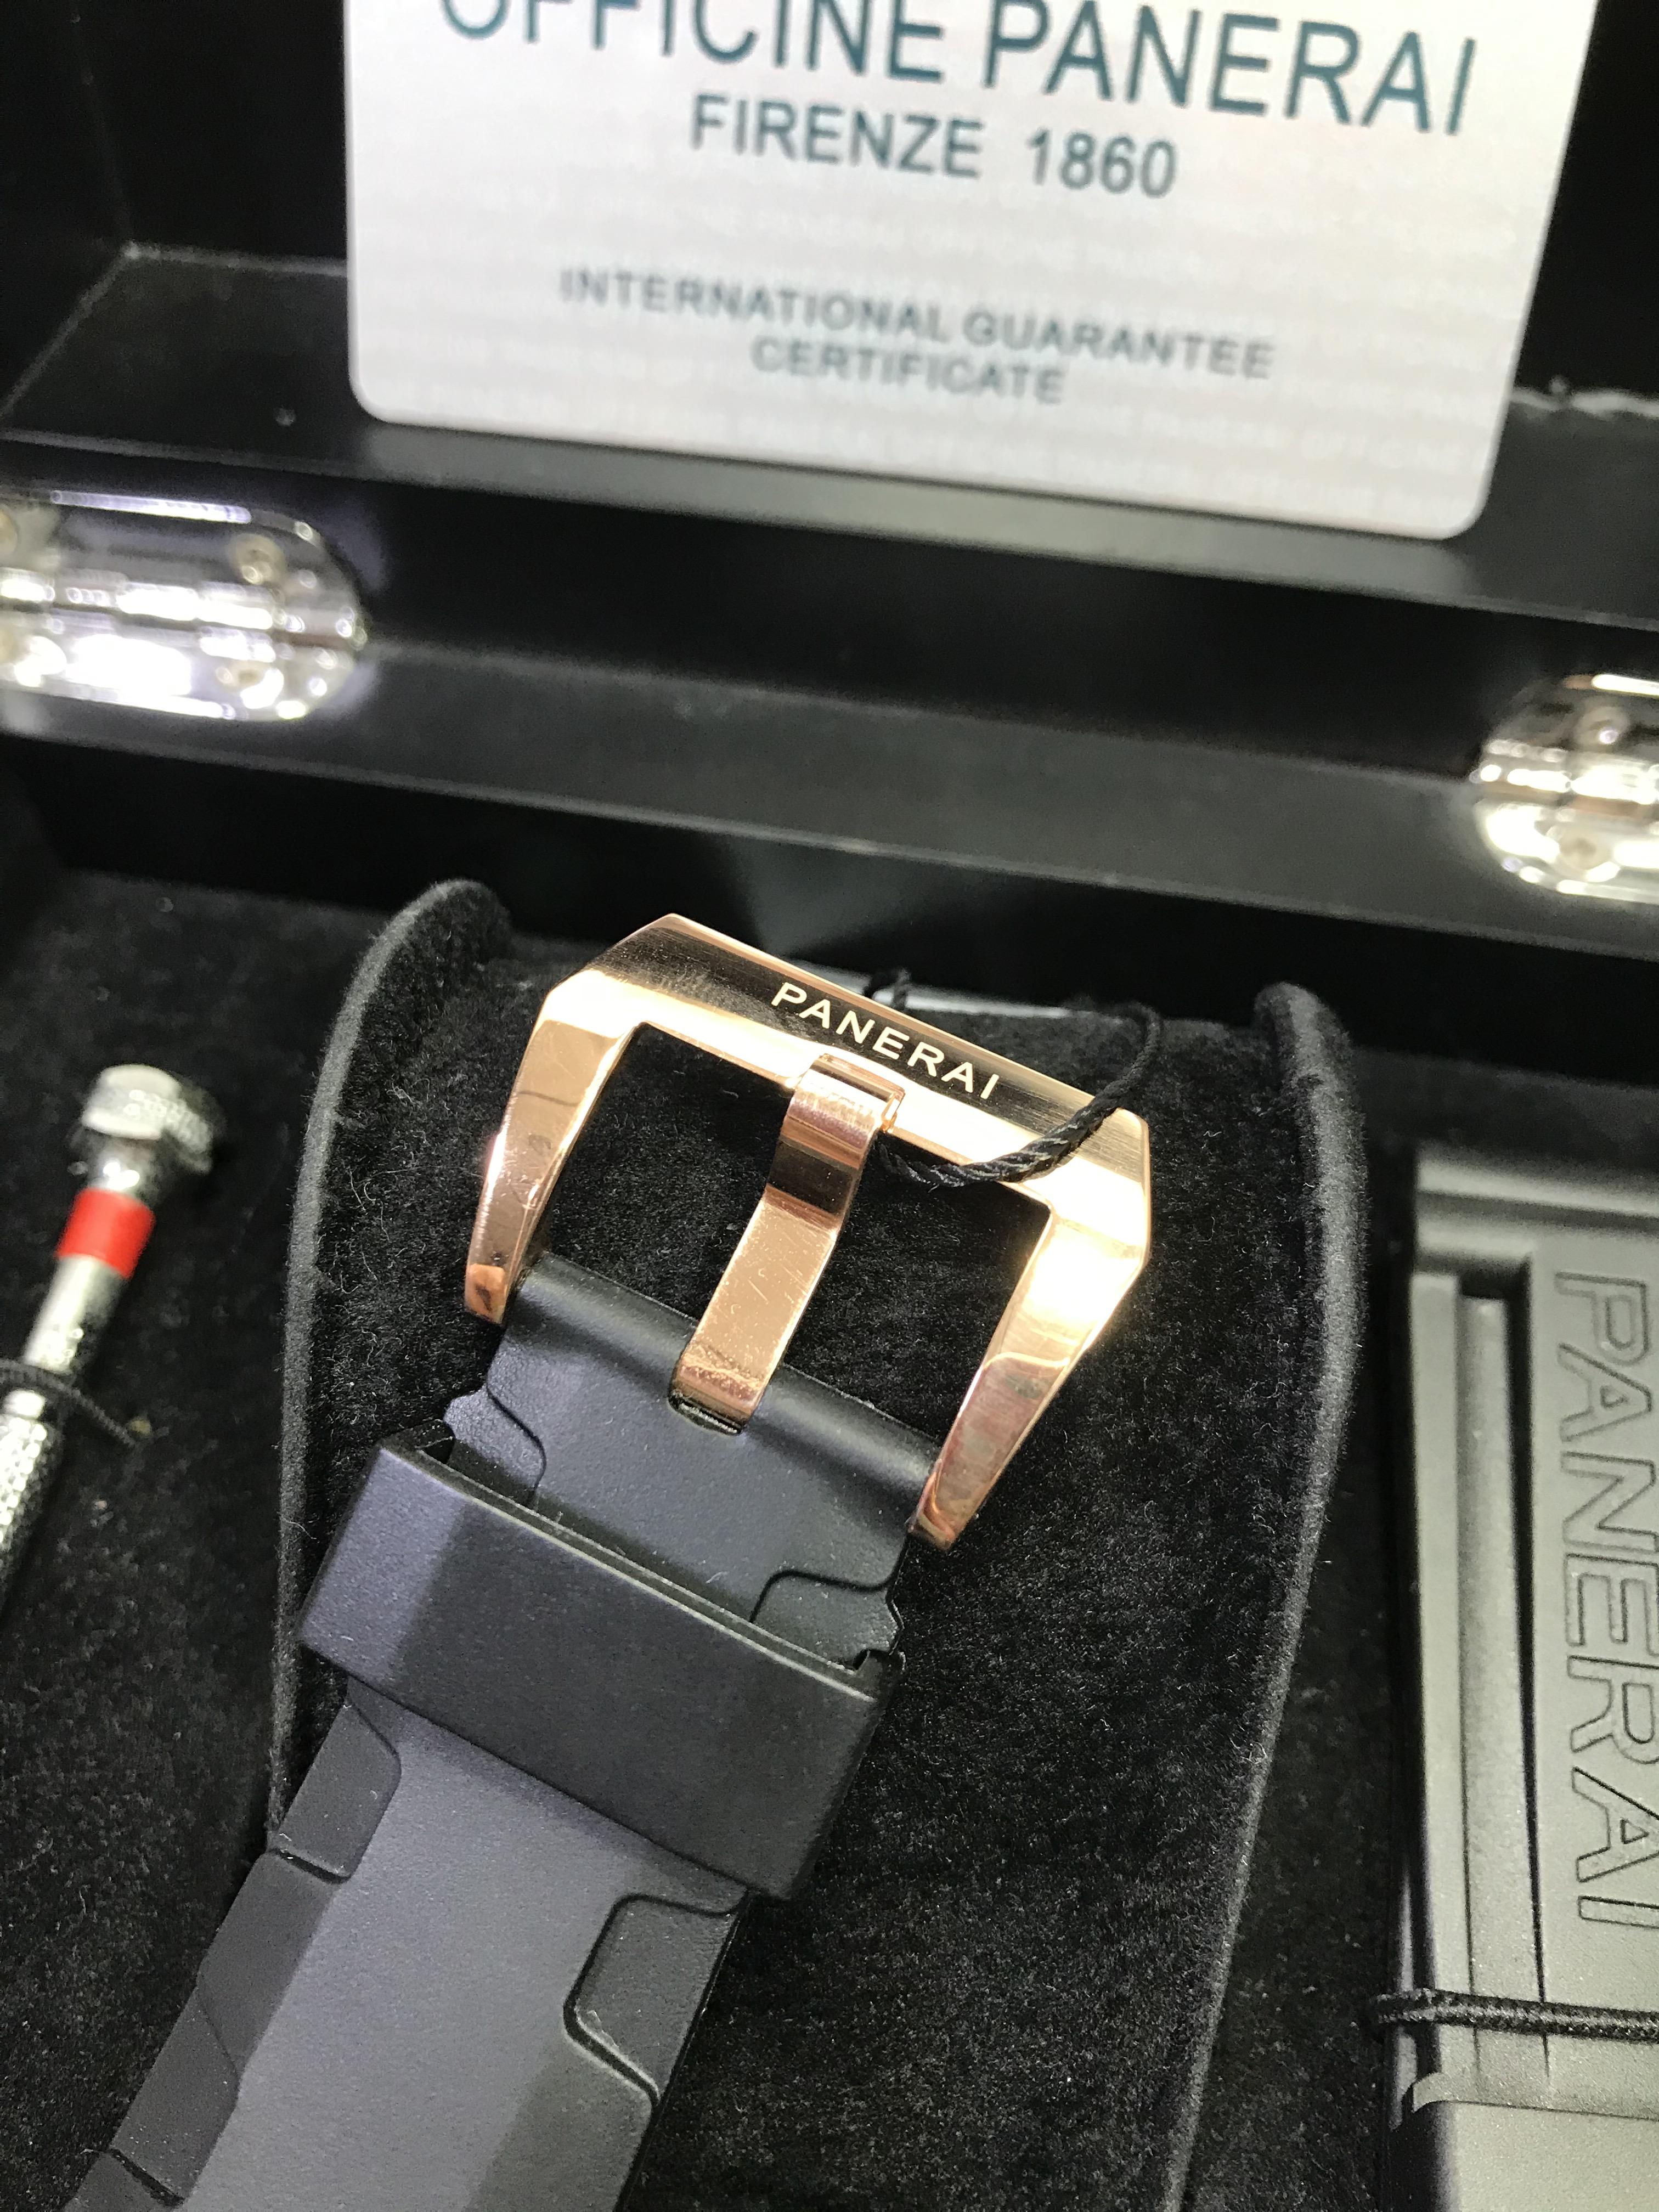 OFFICINE PANERAI
FIRENZE 1860
INTERNATIONAL GUARANTEE
CERTIFICATE
PANERAI
PANERAI